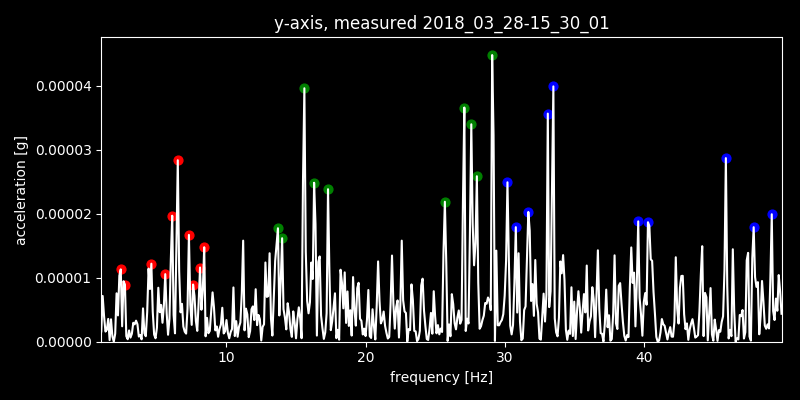 y-axis, measured 2018_03_28-15_30_01
acceleration [g]
0.00004
0.00003
0.00002
0.00001
0.00000
10 20 30 40
frequency [Hz]